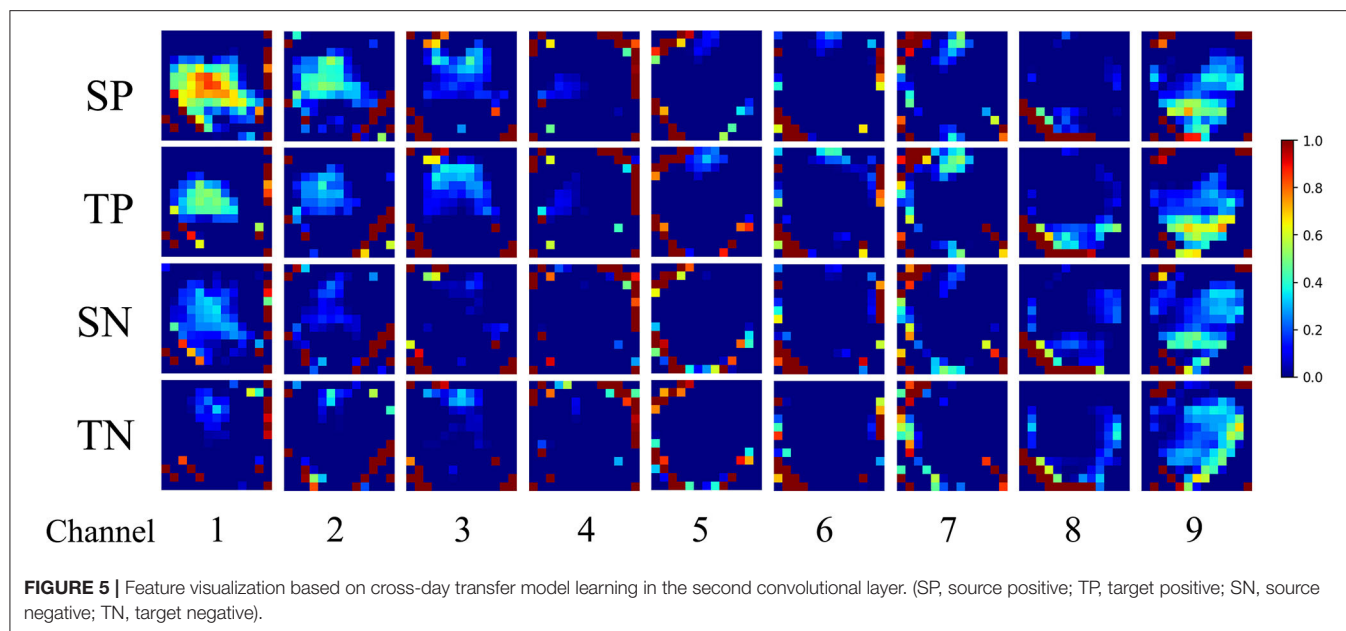 SP
TP
SN
TN
1.0
0.8
0.6
0.4
0.2
0.0
Channel 1 2 3 4 5 6 7 8 9
FIGURE 5 | Feature visualization based on cross-day transfer model learning in the second convolutional layer. (SP, source positive; TP, target positive; SN, source
negative; TN, target negative).